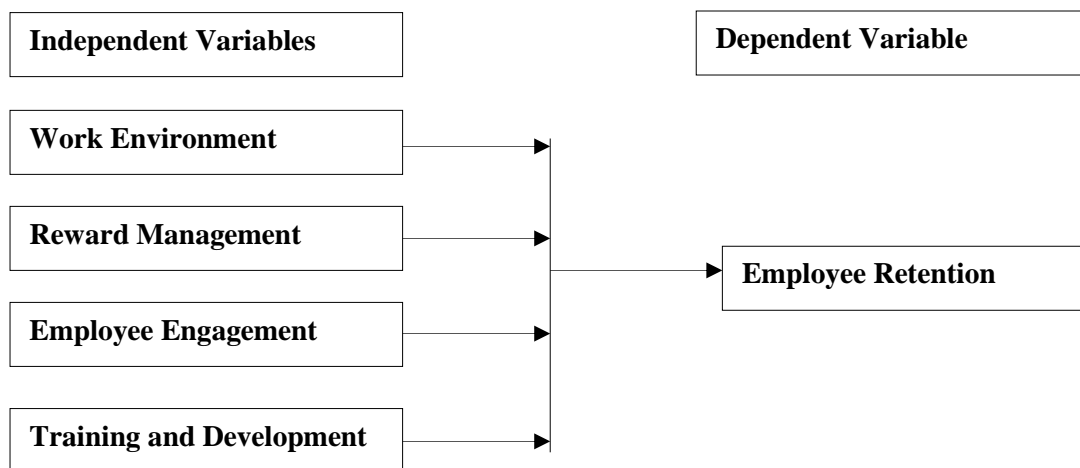 Independent Variables
Dependent Variable
Work Environment
Reward Management
Employee Retention
Employee Engagement
Training and Development